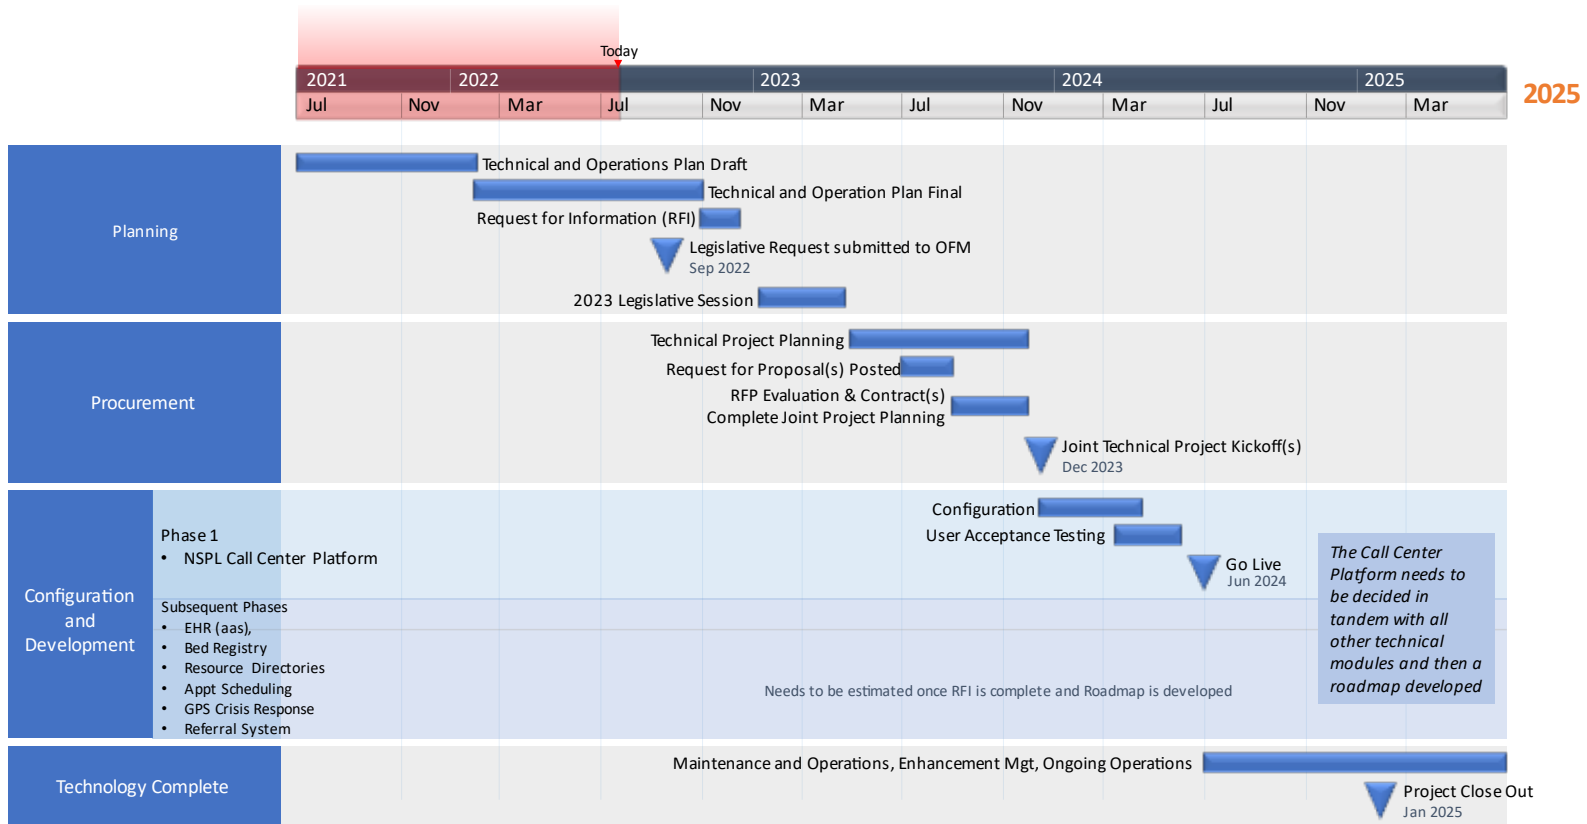 Today
2021 2022 2023 2024 2025
2025
Jul Nov Mar Jul Nov Mar Jul Nov Mar Jul Nov Mar
Planning
Technical and Operations Plan Draft
Technical and Operation Plan Final
Request for Information (RFI)
Legislative Request submitted to OFM
Sep 2022
2023 Legislative Session
Procurement
Technical Project Planning
Request for Proposal(s) Posted
RFP Evaluation & Contract(s)
Complete Joint Project Planning
Joint Technical Project Kickoff(s)
Dec 2023
Configuration
and
Development
Phase 1
• NSPL Call Center Platform
Configuration
User Acceptance Testing
Go Live
Jun 2024
Subsequent Phases
• EHR (aas),
• Bed Registry
• Resource Directories
• Appt Scheduling
• GPS Crisis Response
• Referral System
Needs to be estimated once RFI is complete and Roadmap is developed
The Call Center
Platform needs to
be decided in
tandem with all
other technical
modules and then a
roadmap developed
Technology Complete
Maintenance and Operations, Enhancement Mgt, Ongoing Operations
Project Close Out
Jan 2025